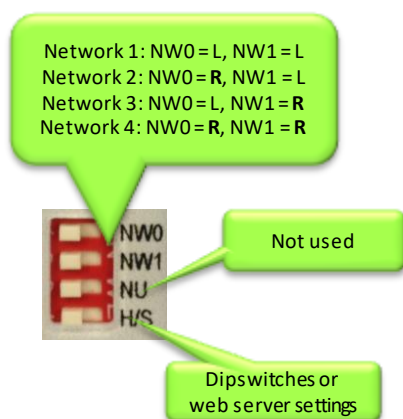 Network 1: NW0 = L, NW1 = L
Network 2: NW0 = R, NW1 = L
Network 3: NW0 = L, NW1 = R
Network 4: NW0 = R, NW1 = R
NW0
NW1
NU
H/S
Not used
Dipswitches or
web server settings